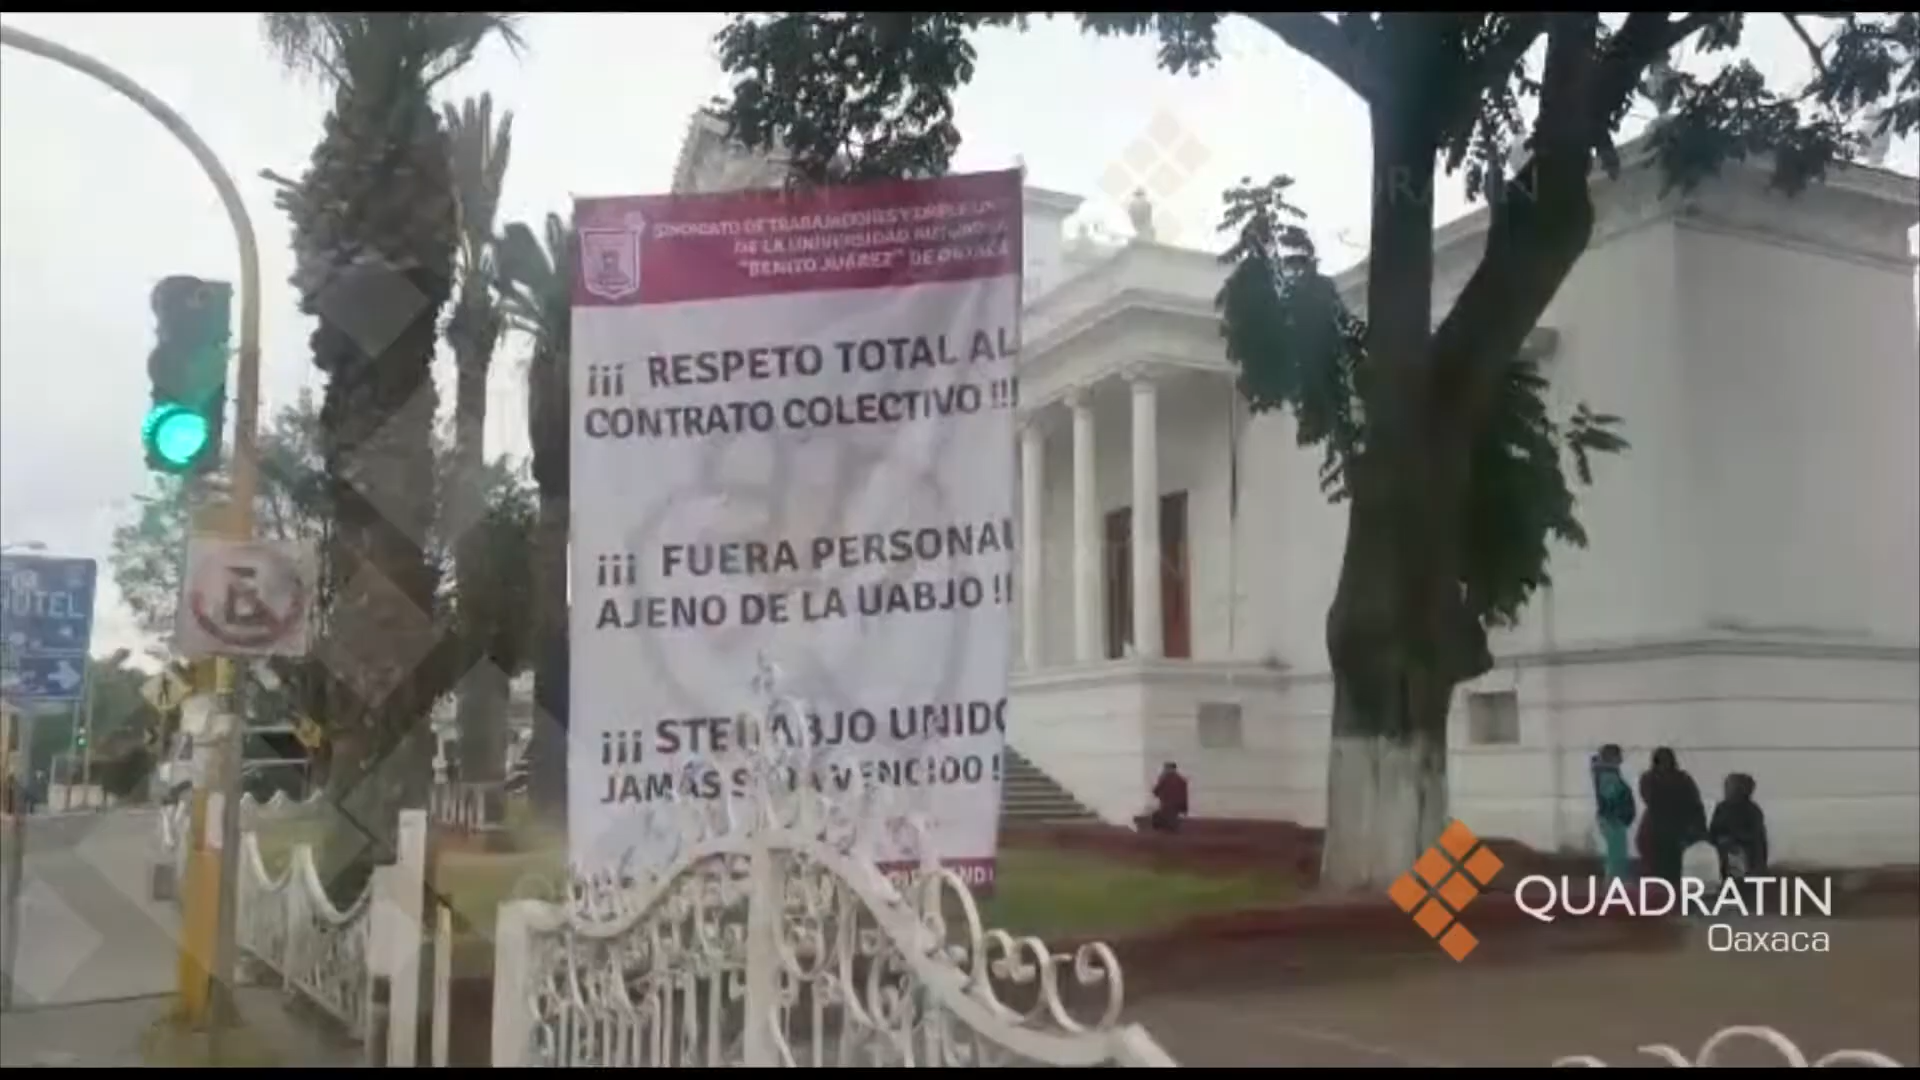 SINDICATO DE TRABAJADORES Y EMPLEADOS
DE LA UNIVERSIDAD AUTÓNOMA
"BENITO JUÁREZ" DE OAXACA
¡¡¡ RESPETO TOTAL AL
CONTRATO COLECTIVO !!!
¡¡¡ FUERA PERSONAL
AJENO DE LA UABJO !!
¡¡¡ STEUABJO UNIDO
JAMÁS SERA VENCIDO !
HOTEL
QUADRATIN
Oaxaca